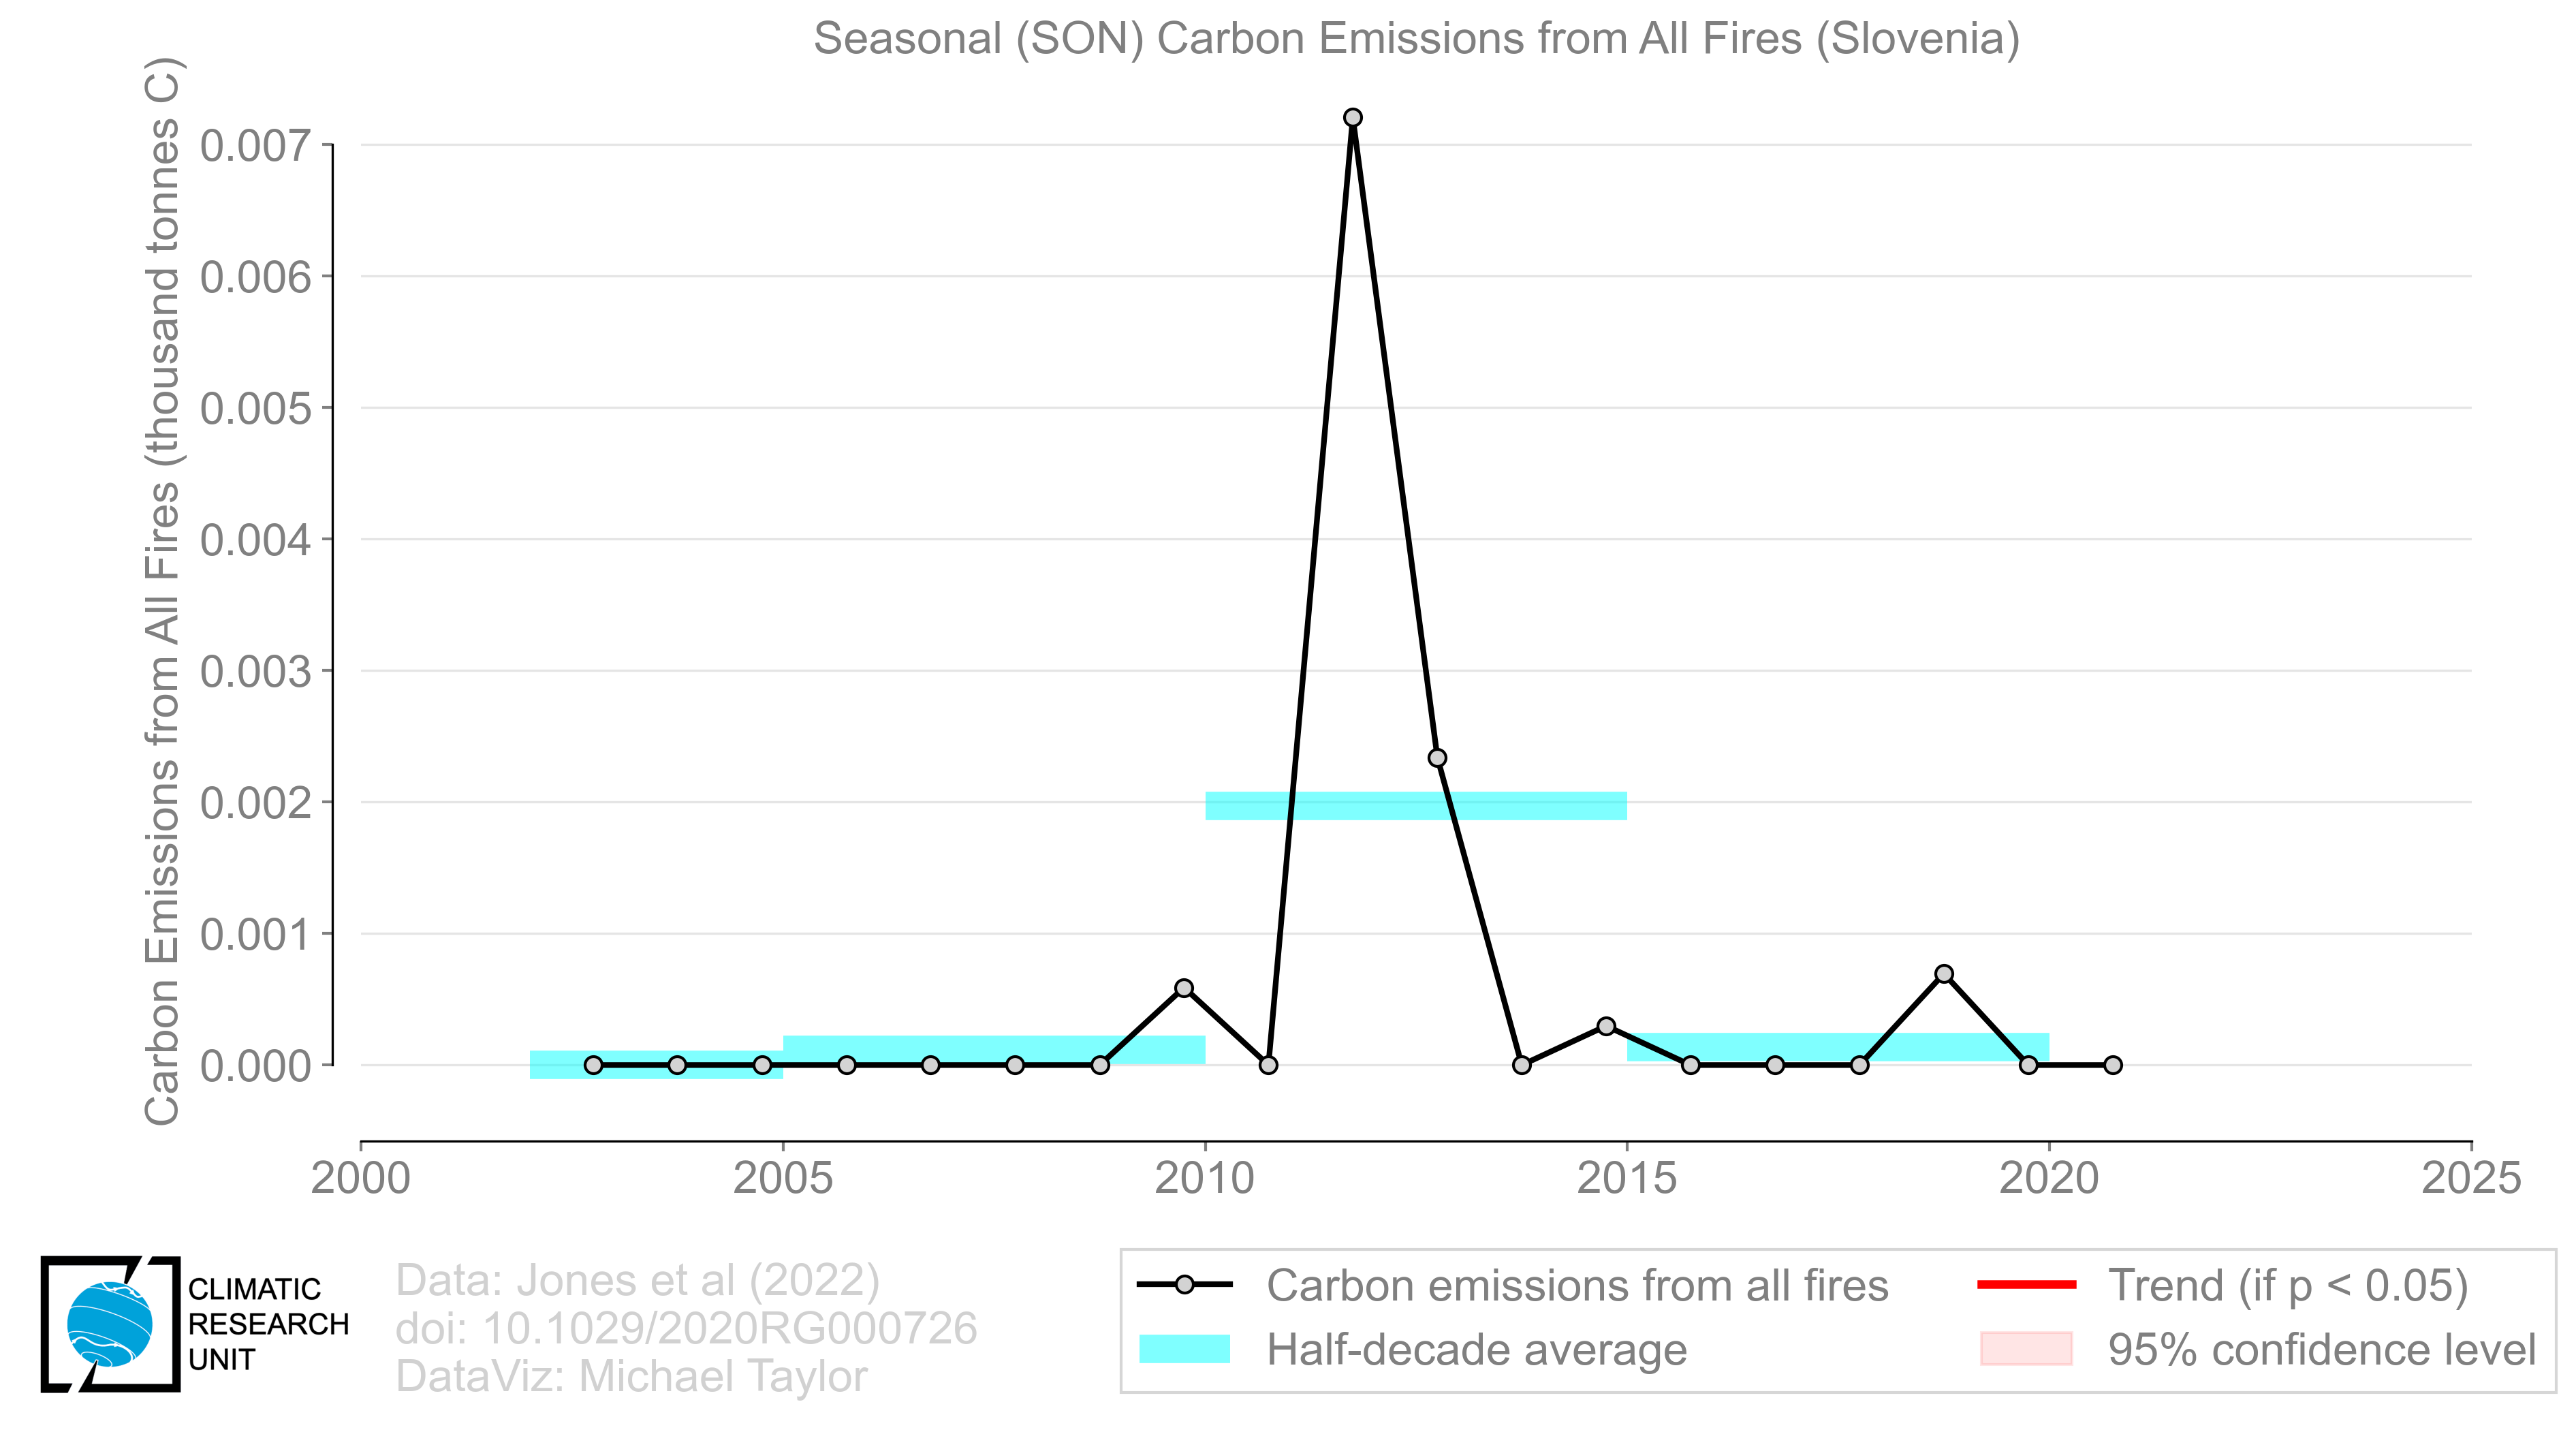 Seasonal (SON) Carbon Emissions from All Fires (Slovenia)
Carbon Emissions from All Fires (thousand tonnes C)
0.007
0.006
0.005
0.004
0.003
0.002
0.001
0.000
2000 2005 2010 2015 2020 2025
CLIMATIC
RESEARCH
UNIT
Data: Jones et al (2022)
doi: 10.1029/2020RG000726
DataViz: Michael Taylor
Carbon emissions from all fires
Half-decade average
Trend (if p < 0.05)
95% confidence level